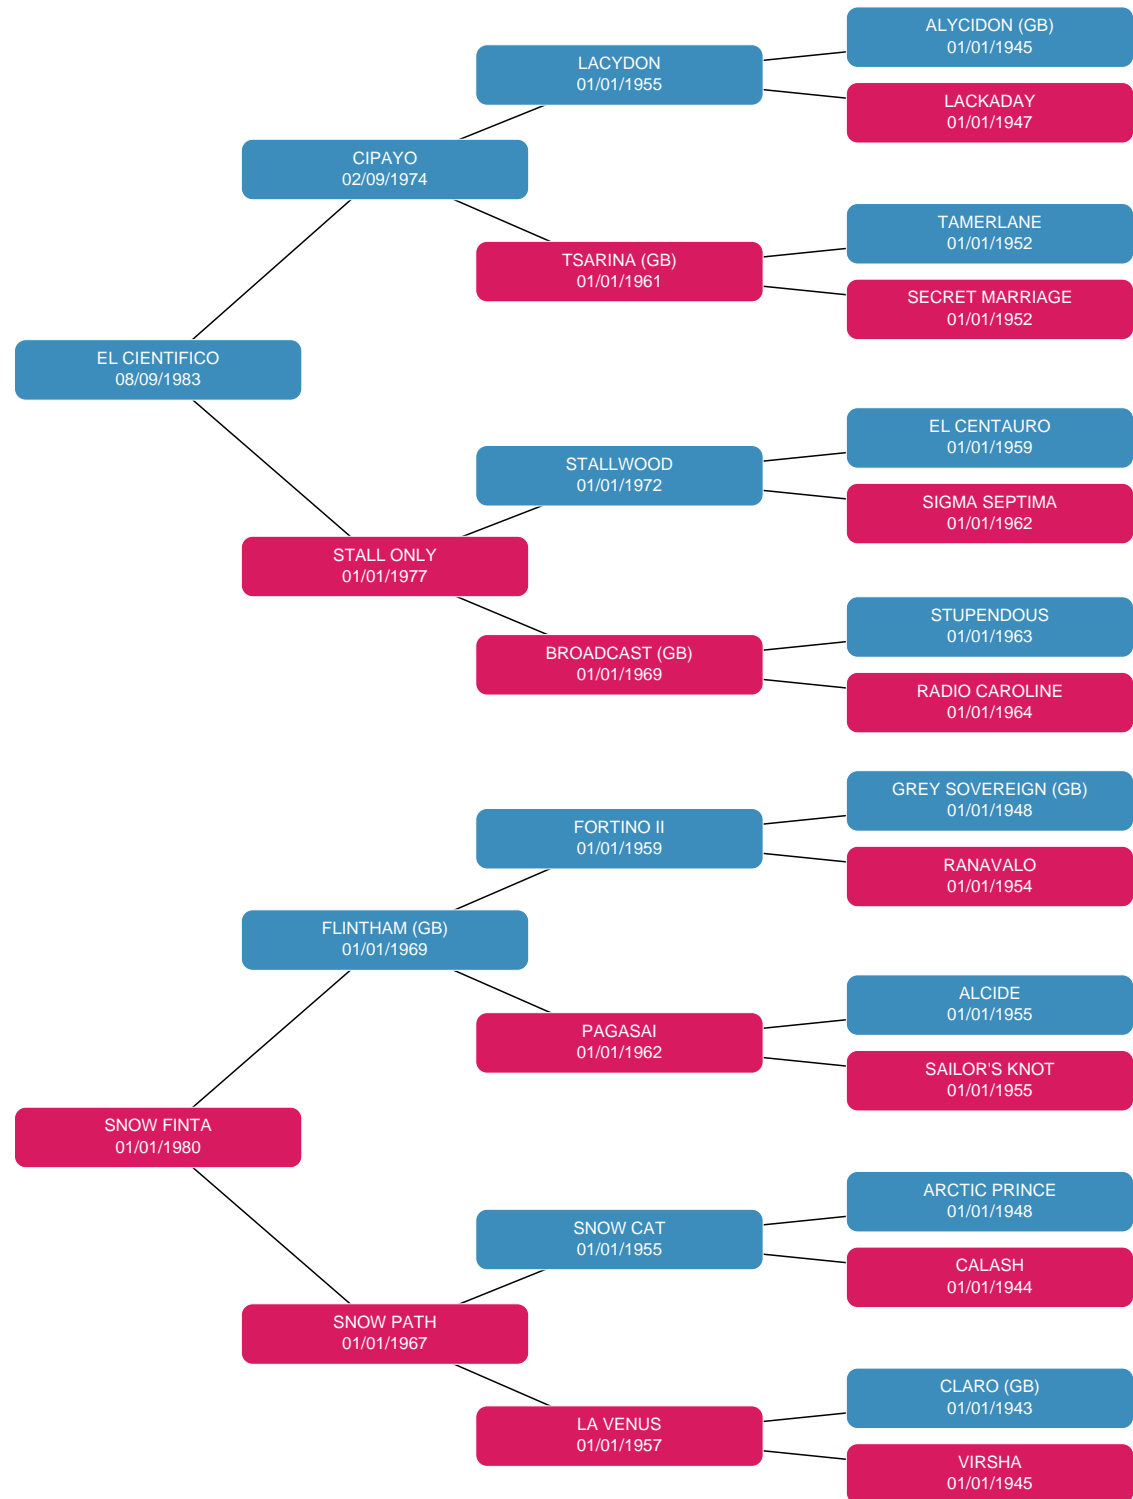 ALYCIDON (GB)
01/01/1945
LACYDON
01/01/1955
LACKADAY
01/01/1947
CIPAYO
02/09/1974
TAMERLANE
01/01/1952
TSARINA (GB)
01/01/1961
SECRET MARRIAGE
01/01/1952
EL CIENTIFICO
08/09/1983
EL CENTAURO
01/01/1959
STALLWOOD
01/01/1972
SIGMA SEPTIMA
01/01/1962
STALL ONLY
01/01/1977
STUPENDOUS
01/01/1963
BROADCAST (GB)
01/01/1969
RADIO CAROLINE
01/01/1964
GREY SOVEREIGN (GB)
01/01/1948
FORTINO II
01/01/1959
RANAVALO
01/01/1954
FLINTHAM (GB)
01/01/1969
ALCIDE
01/01/1955
PAGASAI
01/01/1962
SAILOR'S KNOT
01/01/1955
SNOW FINTA
01/01/1980
ARCTIC PRINCE
01/01/1948
SNOW CAT
01/01/1955
CALASH
01/01/1944
SNOW PATH
01/01/1967
CLARO (GB)
01/01/1943
LA VENUS
01/01/1957
VIRSHA
01/01/1945